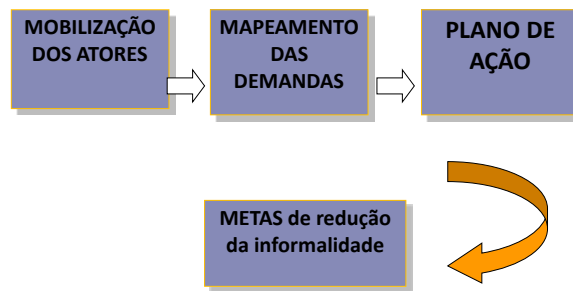 MOBILIZAÇÃO
DOS ATORES
MAPEAMENTO
DAS
DEMANDAS
PLANO DE
AÇÃO
METAS de redução
da informalidade